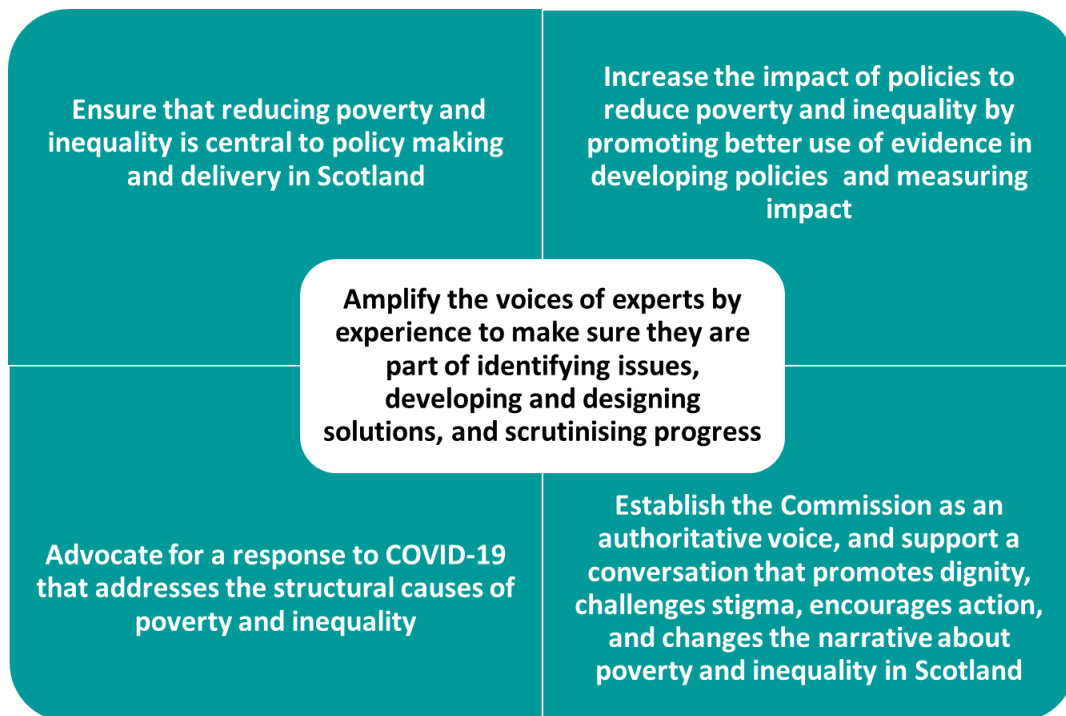 Ensure that reducing poverty and
inequality is central to policy making
and delivery in Scotland
Increase the impact of policies to
reduce poverty and inequality by
promoting better use of evidence in
developing policies and measuring
impact
Amplify the voices of experts by
experience to make sure they are
part of identifying issues,
developing and designing
solutions, and scrutinising progress
Advocate for a response to COVID-19
that addresses the structural causes of
poverty and inequality
Establish the Commission as an
authoritative voice, and support a
conversation that promotes dignity,
challenges stigma, encourages action,
and changes the narrative about
poverty and inequality in Scotland